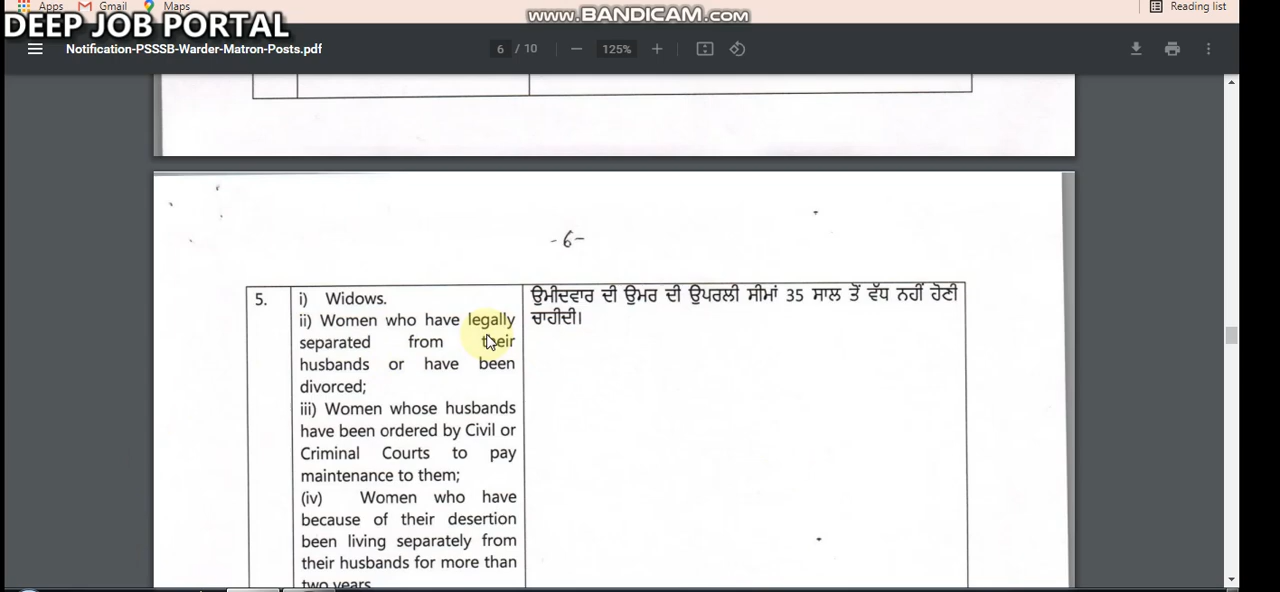 Apps Gmail Maps
www.BANDICAM.com
Reading list
DEEP JOB PORTAL
Notification-PSSSB-Warder-Matron-Posts.pdf
6 / 10
125%
-6-
5.
i) Widows.
ii) Women who have legally
separated from their
husbands or have been
divorced;
iii) Women whose husbands
have been ordered by Civil or
Criminal Courts to pay
maintenance to them;
(iv) Women who have
because of their desertion
been living separately from
their husbands for more than
two years
ਉਮੀਦਵਾਰ ਦੀ ਉਮਰ ਦੀ ਉਪਰਲੀ ਸੀਮਾਂ 35 ਸਾਲ ਤੋਂ ਵੱਧ ਨਹੀਂ ਹੋਣੀ
ਚਾਹੀਦੀ।